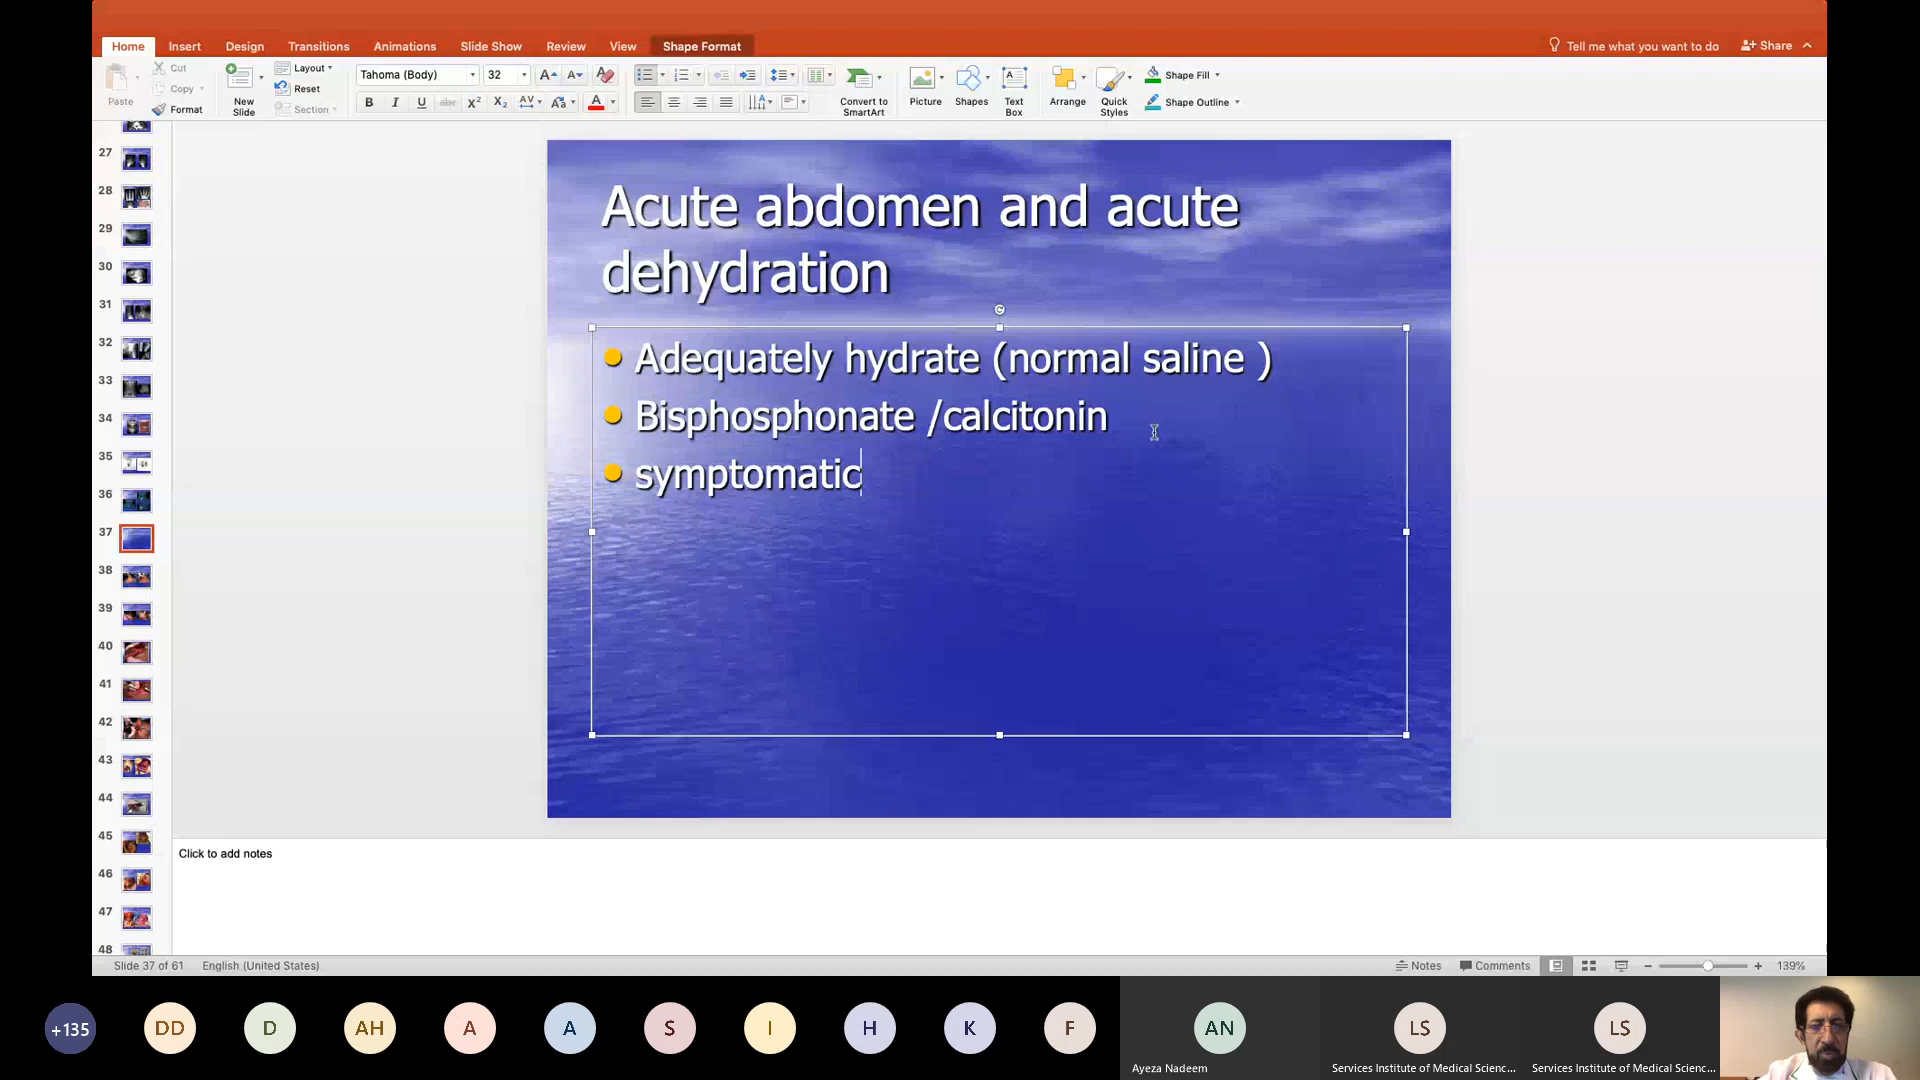 Home Insert Design Transitions Animations Slide Show Review View Shape Format Tell me what you want to do Share
Cut
Copy
Format
Paste
New Slide
Layout
Reset
Section
Tahoma (Body) 32
Convert to SmartArt
Picture
Shapes
Text Box
Arrange
Quick Styles
Shape Fill
Shape Outline
27
28
29
30
31
32
33
34
35
36
37
38
39
40
41
42
43
44
45
46
47
48
Acute abdomen and acute
dehydration
Adequately hydrate (normal saline )
Bisphosphonate /calcitonin
symptomatic
Click to add notes
Slide 37 of 61 English (United States) Notes Comments 139%
+135 DD D AH A A S I H K F AN LS LS
Ayeza Nadeem Services Institute of Medical Scienc... Services Institute of Medical Scienc...